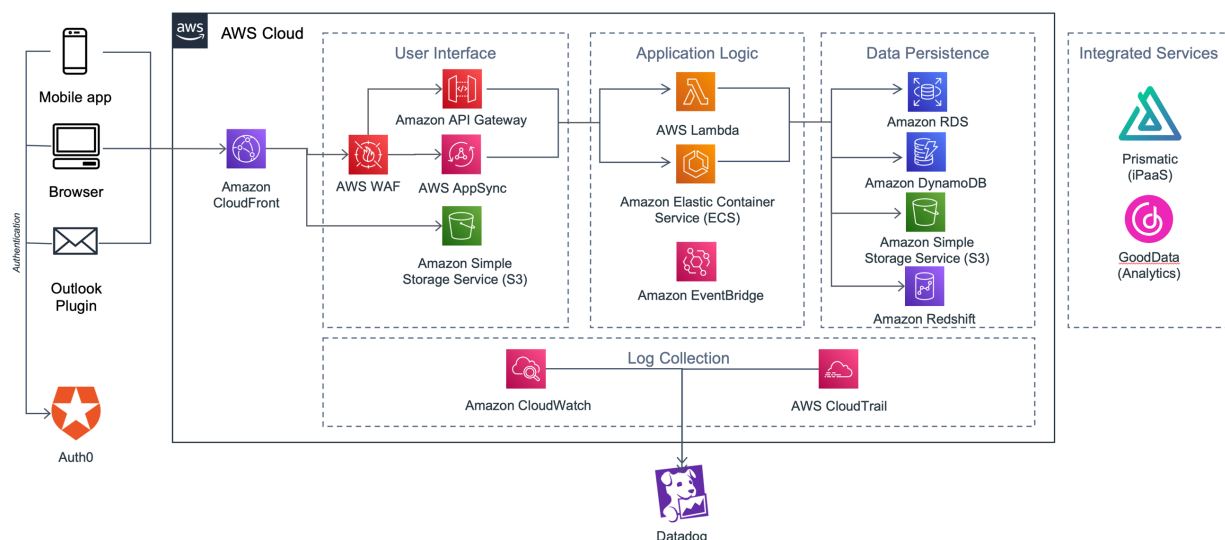 aws
AWS Cloud
User Interface
Application Logic
Data Persistence
Integrated Services
Mobile app
Browser
Outlook
Plugin
Authentication
Auth0
Amazon
CloudFront
AWS WAF
Amazon API Gateway
AWS AppSync
Amazon Simple
Storage Service (S3)
AWS Lambda
Amazon Elastic Container
Service (ECS)
Amazon EventBridge
Amazon RDS
Amazon DynamoDB
Amazon Simple
Storage Service (S3)
Amazon Redshift
Prismatic
(iPaaS)
GoodData
(Analytics)
Log Collection
Amazon CloudWatch
AWS CloudTrail
Datadog